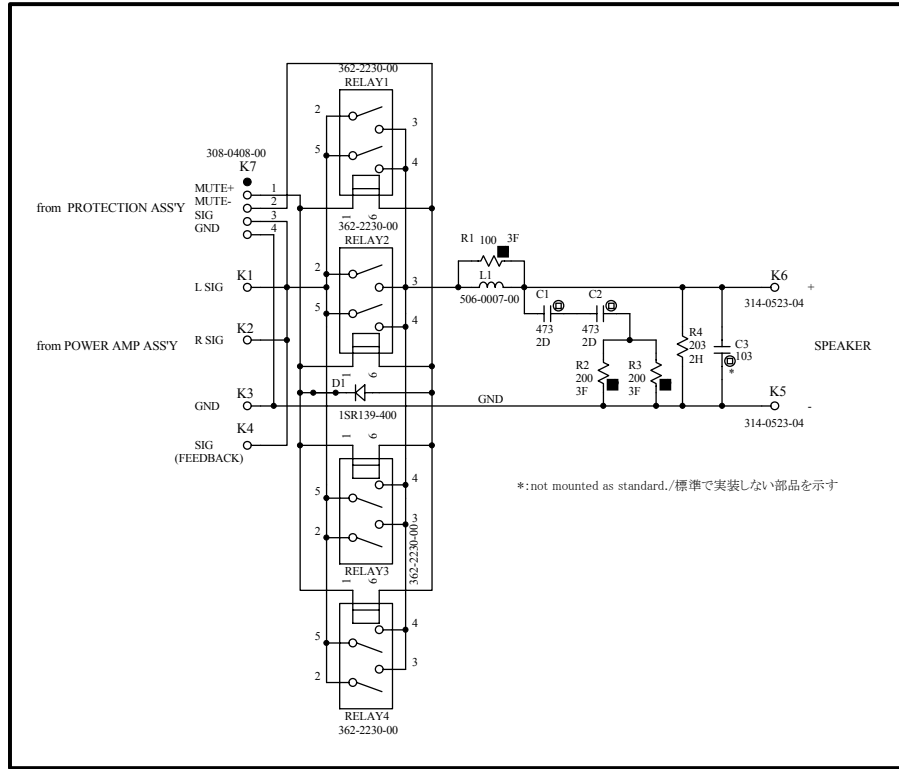 362-2230-00
RELAY1
2
3
5
4
1
6
308-0408-00
K7
MUTE+ 1
MUTE- 2
SIG 3
GND 4
from PROTECTION ASS'Y
362-2230-00
RELAY2
2
3
5
4
1
6
K1
L SIG
K2
R SIG
from POWER AMP ASS'Y
K3
GND
K4
SIG
(FEEDBACK)
D1
1SR139-400
GND
R1 100 3F
L1
506-0007-00
C1
473
2D
C2
473
2D
R2
200
3F
R3
200
3F
R4
203
2H
C3
103
*
K6
+
314-0523-04
SPEAKER
K5
-
314-0523-04
1
6
4
5
3
2
RELAY3
362-2230-00
*:not mounted as standard./標準で実装しない部品を示す
1
6
4
5
3
2
RELAY4
362-2230-00